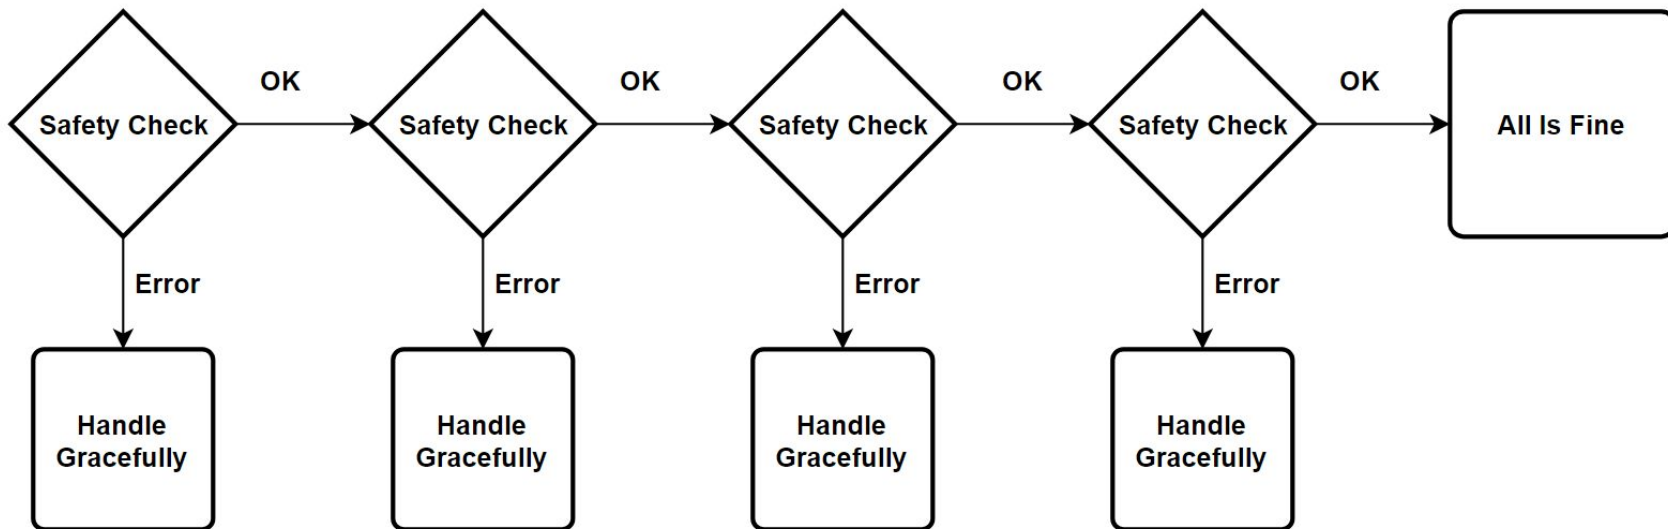 OK
OK
OK
OK
Safety Check
Safety Check
Safety Check
Safety Check
All Is Fine
Error
Error
Error
Error
Handle
Gracefully
Handle
Gracefully
Handle
Gracefully
Handle
Gracefully